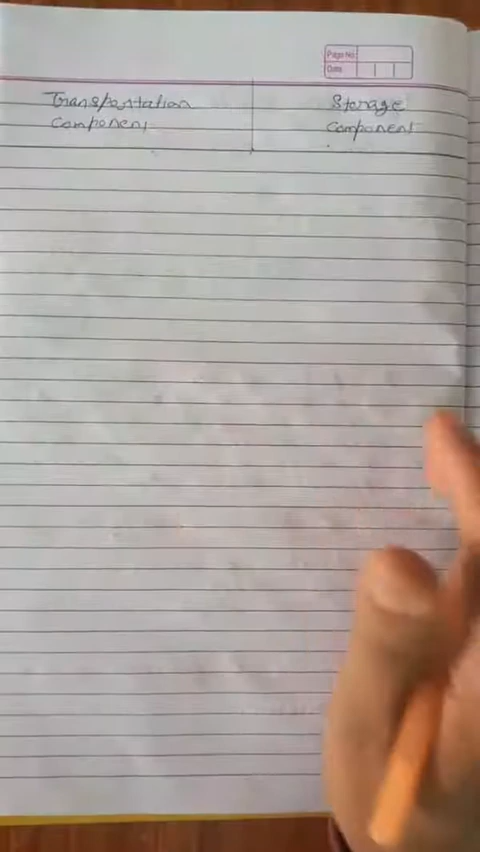 Page No.
Date
Transportation
Component
Storage
Component